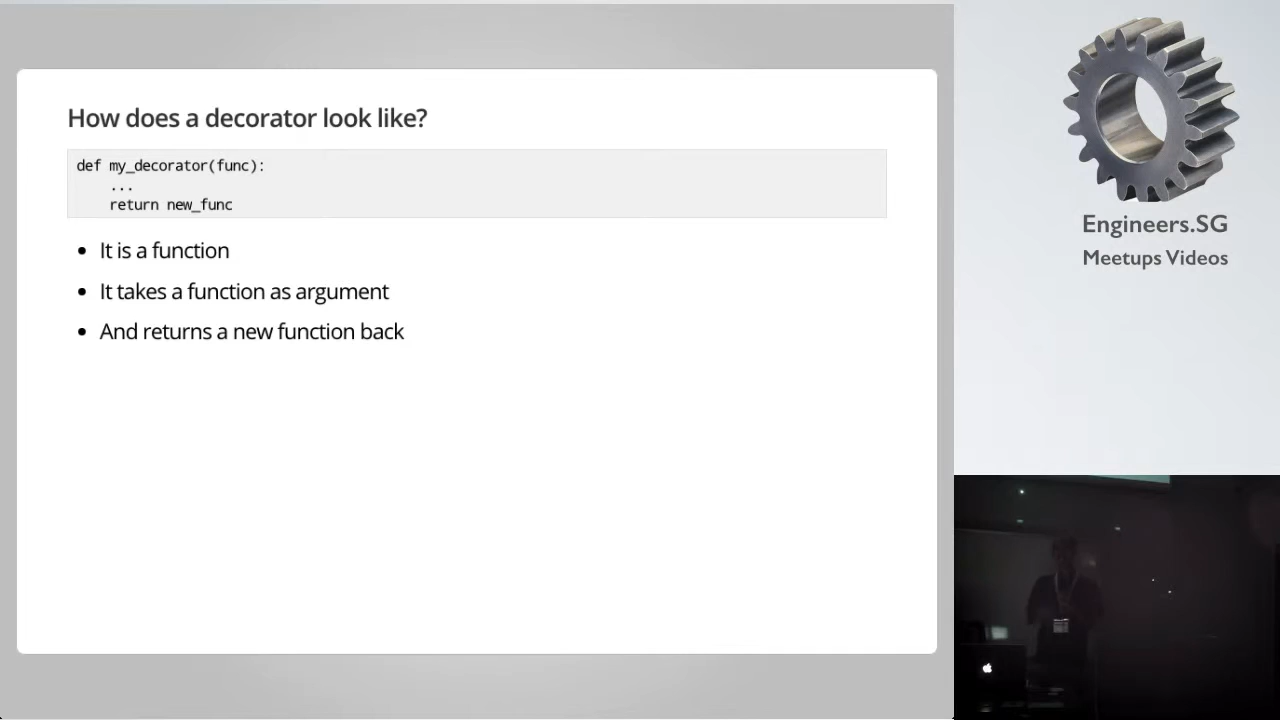 How does a decorator look like?
def my_decorator(func):
    ...
    return new_func
• It is a function
• It takes a function as argument
• And returns a new function back
Engineers.SG
Meetups Videos